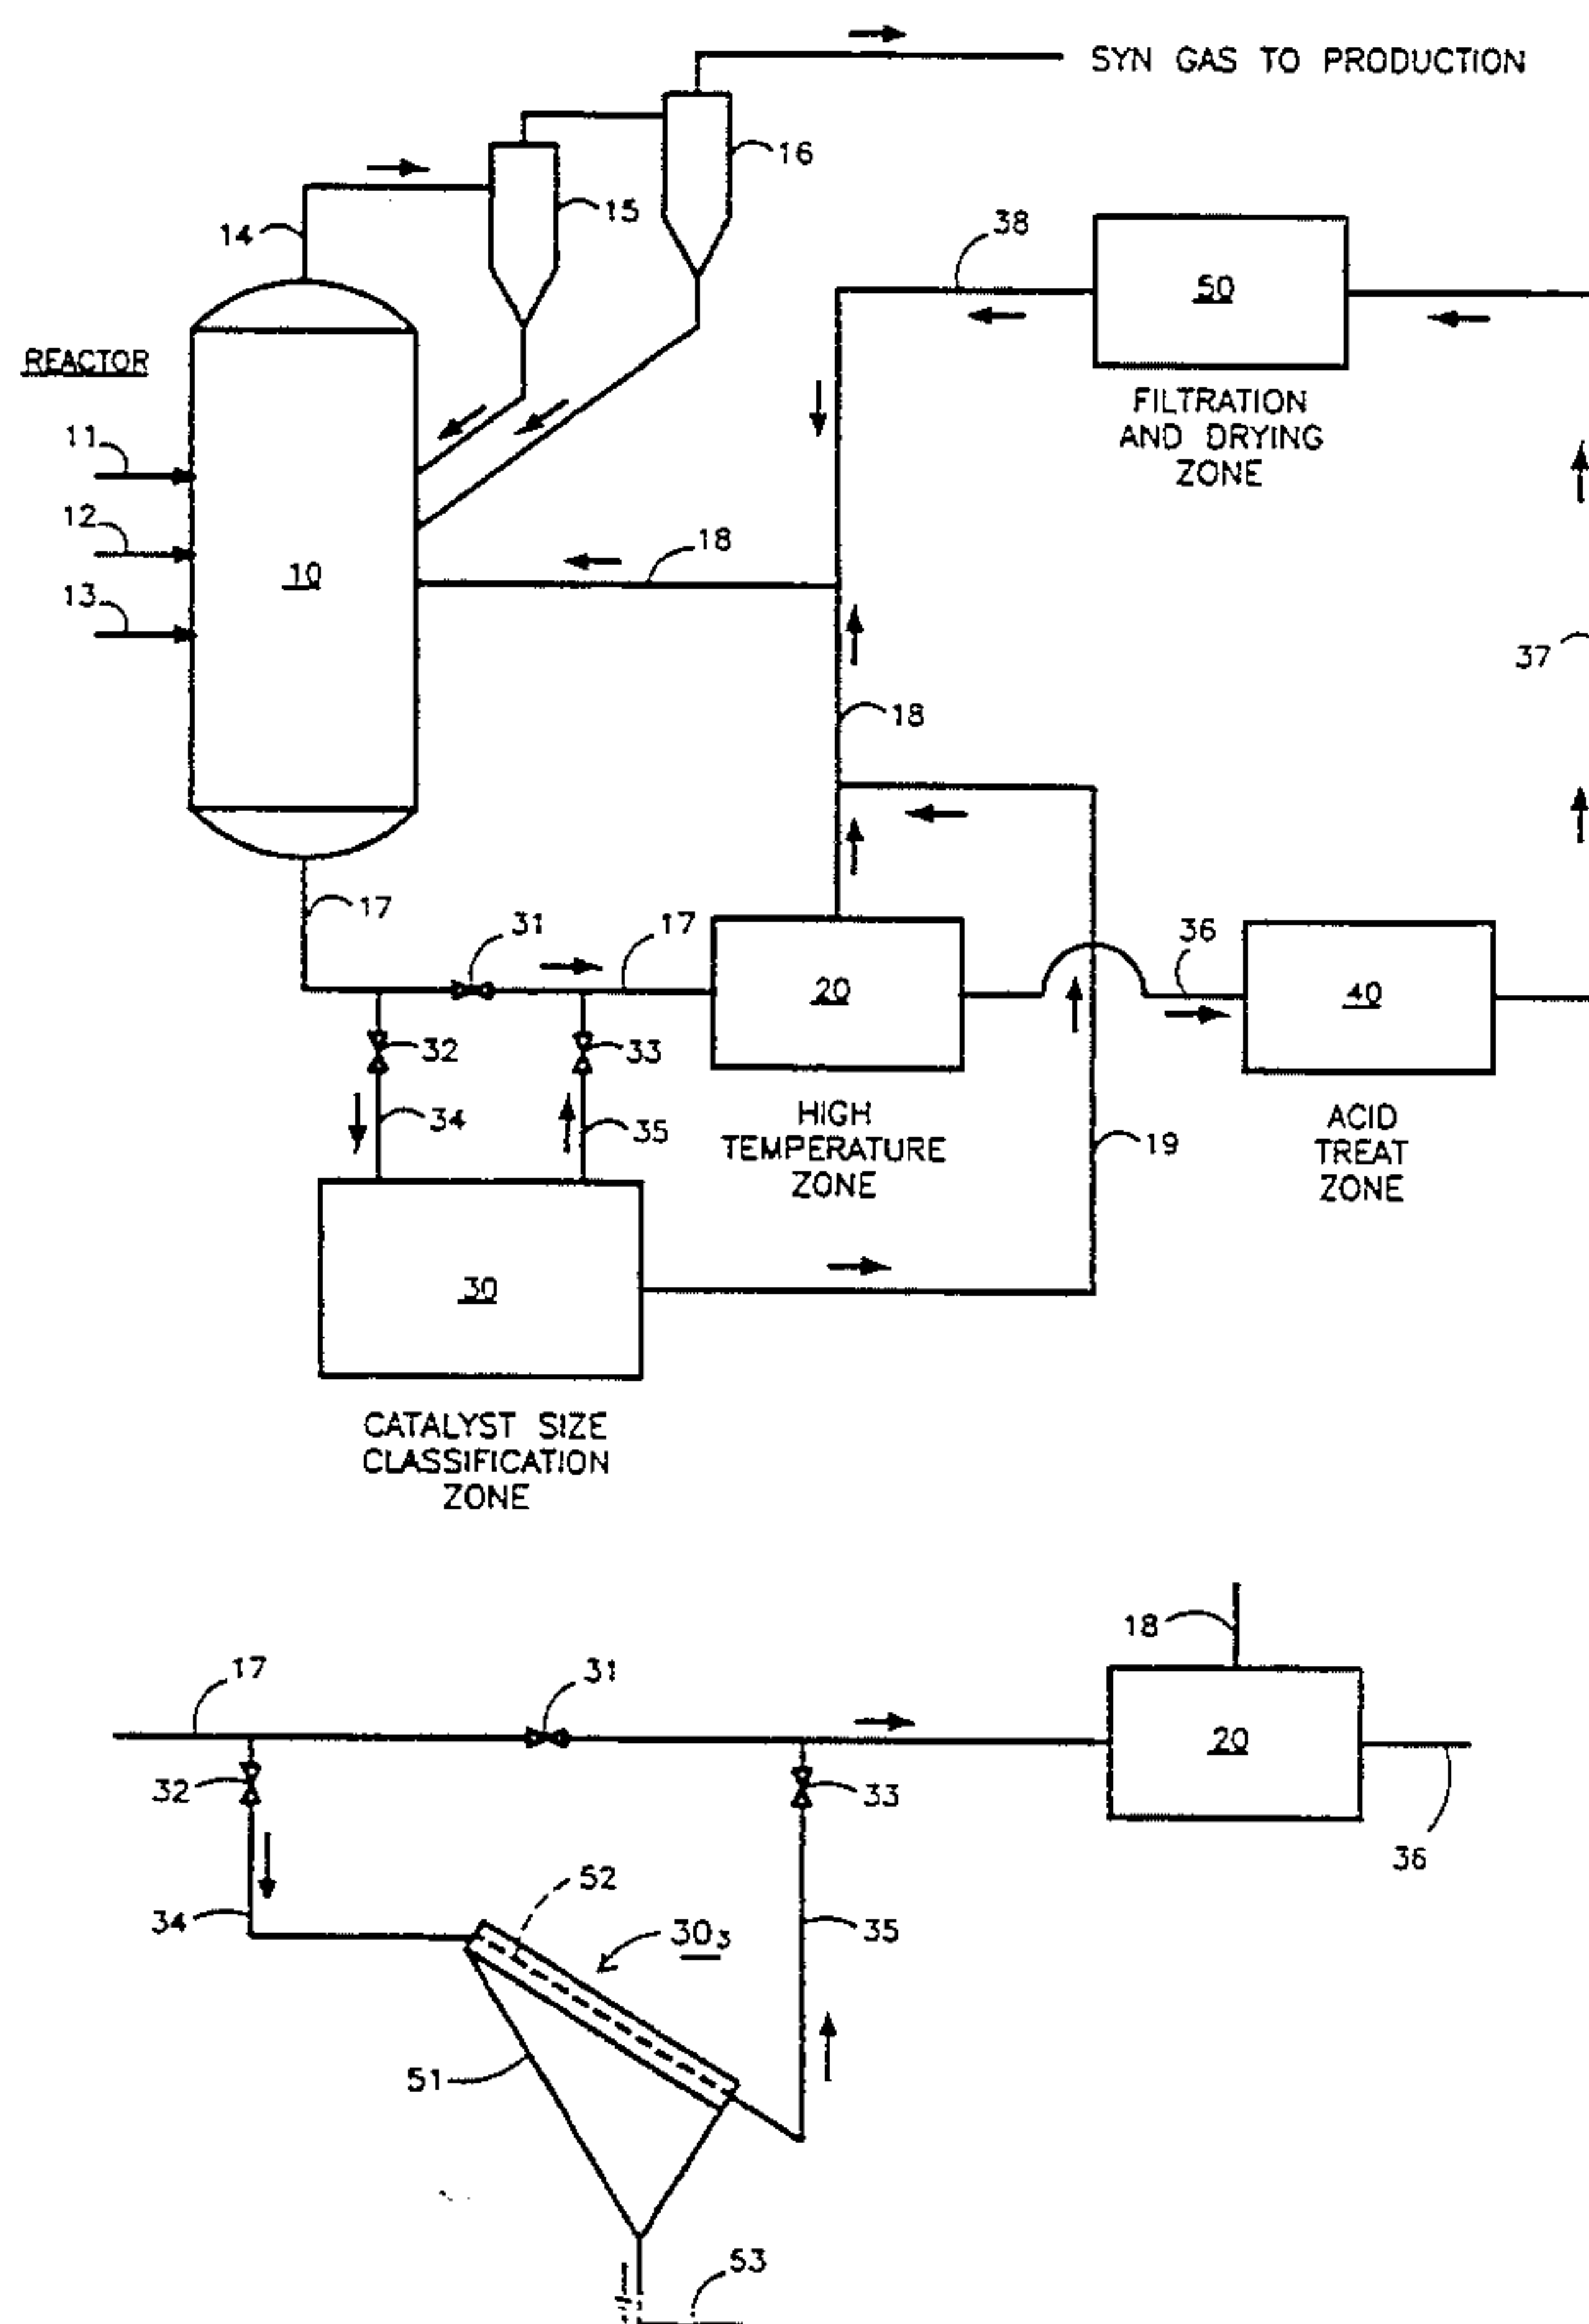 SYN GAS TO PRODUCTION
16
15
14
38
50
REACTOR
FILTRATION
AND DRYING
ZONE
11
12
18
10
13
37
18
17
31
17
36
20
40
32
33
34
35
HIGH
TEMPERATURE
ZONE
ACID
TREAT
ZONE
19
30
CATALYST SIZE
CLASSIFICATION
ZONE
18
17
31
20
32
33
36
52
34
30₃
35
51
53